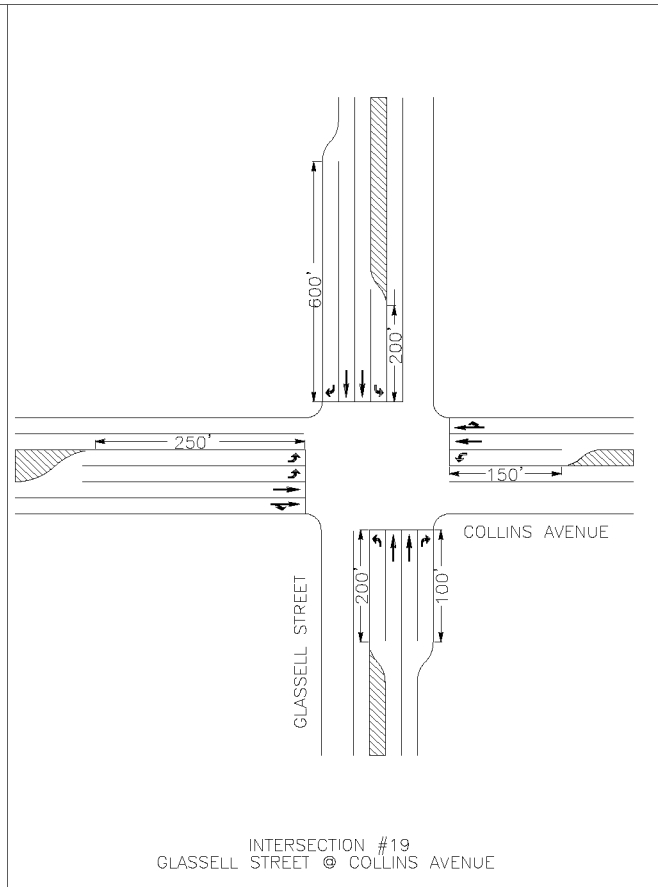 600'
200'
250'
150'
COLLINS AVENUE
200'
100'
GLASSELL STREET
INTERSECTION #19
GLASSELL STREET @ COLLINS AVENUE